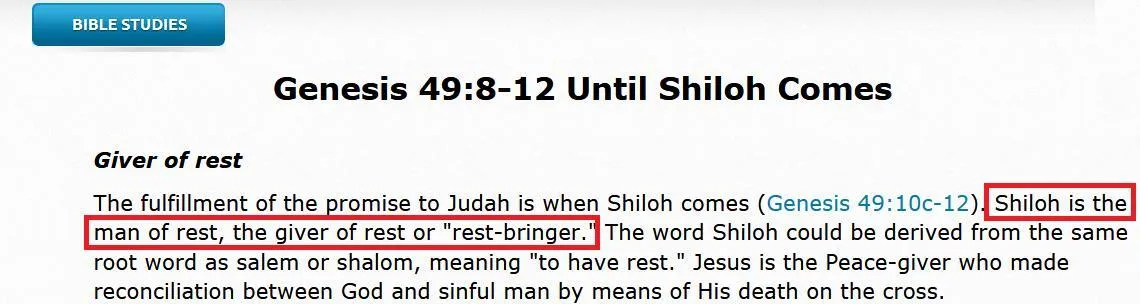 BIBLE STUDIES
Genesis 49:8-12 Until Shiloh Comes
Giver of rest
The fulfillment of the promise to Judah is when Shiloh comes (Genesis 49:10c-12). Shiloh is the
man of rest, the giver of rest or "rest-bringer." The word Shiloh could be derived from the same
root word as salem or shalom, meaning "to have rest." Jesus is the Peace-giver who made
reconciliation between God and sinful man by means of His death on the cross.